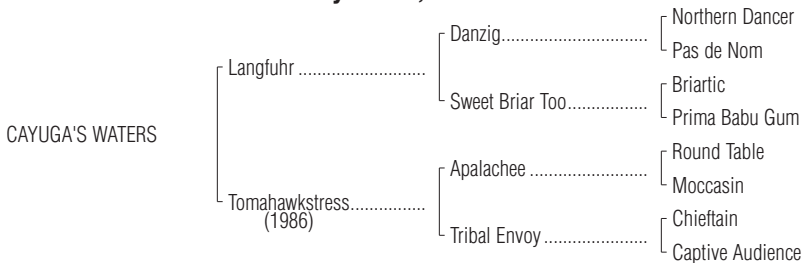 Northern Dancer
Danzig..............................
Pas de Nom
Langfuhr ...........................
Briartic
Sweet Briar Too.................
Prima Babu Gum
CAYUGA'S WATERS
Round Table
Apalachee .........................
Moccasin
Tomahawkstress................
(1986)
Chieftain
Tribal Envoy ......................
Captive Audience